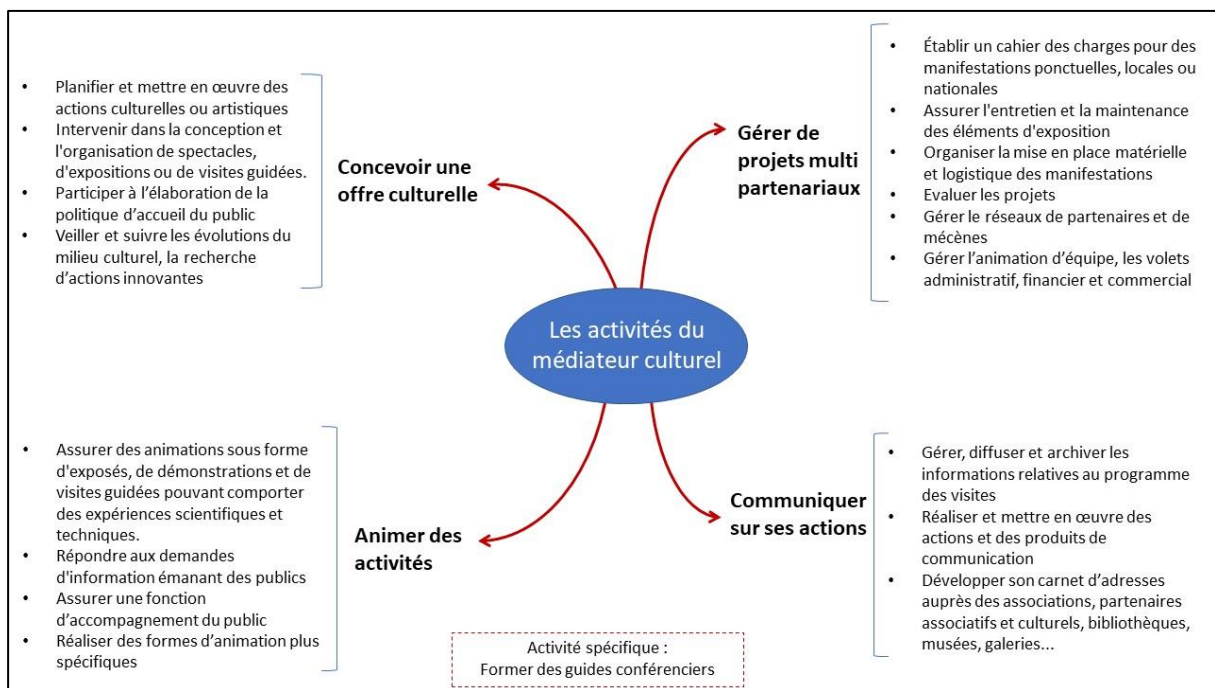 • Planifier et mettre en œuvre des
actions culturelles ou artistiques
• Intervenir dans la conception et
l'organisation de spectacles,
d'expositions ou de visites guidées.
• Participer à l'élaboration de la
politique d'accueil du public
• Veiller et suivre les évolutions du
milieu culturel, la recherche
d'actions innovantes
Concevoir une
offre culturelle
Gérer de
projets multi
partenariaux
• Établir un cahier des charges pour des
manifestations ponctuelles, locales ou
nationales
• Assurer l'entretien et la maintenance
des éléments d'exposition
• Organiser la mise en place matérielle
et logistique des manifestations
• Evaluer les projets
• Gérer le réseaux de partenaires et de
mécènes
• Gérer l'animation d'équipe, les volets
administratif, financier et commercial
Les activités du
médiateur culturel
• Assurer des animations sous forme
d'exposés, de démonstrations et de
visites guidées pouvant comporter
des expériences scientifiques et
techniques.
• Répondre aux demandes
d'information émanant des publics
• Assurer une fonction
d'accompagnement du public
• Réaliser des formes d'animation plus
spécifiques
Animer des
activités
Communiquer
sur ses actions
• Gérer, diffuser et archiver les
informations relatives au programme
des visites
• Réaliser et mettre en œuvre des
actions et des produits de
communication
• Développer son carnet d'adresses
auprès des associations, partenaires
associatifs et culturels, bibliothèques,
musées, galeries...
Activité spécifique :
Former des guides conférenciers